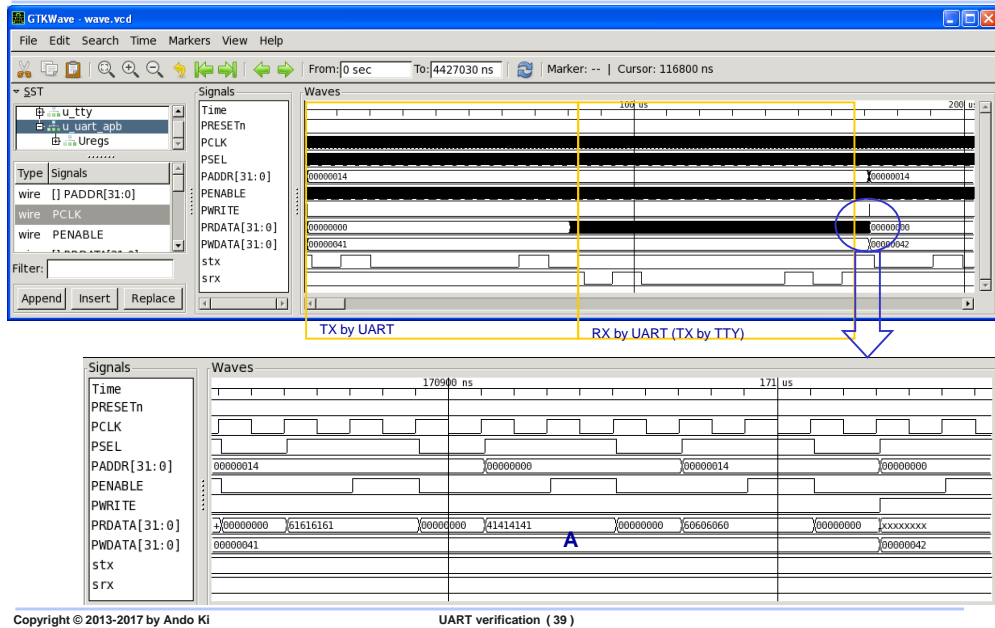 GTKWave - wave.vcd
File Edit Search Time Markers View Help
From: 0 sec To: 4427030 ns Marker: -- | Cursor: 116800 ns
SST
u_tty
u_uart_apb
Uregs
Type Signals
wire [] PADDR[31:0]
wire PCLK
wire PENABLE
Filter:
Append Insert Replace
Signals
Time
PRESETn
PCLK
PSEL
PADDR[31:0]
PENABLE
PWRITE
PRDATA[31:0]
PWDATA[31:0]
stx
srx
Waves
100 us 200 us
00000014 00000014
00000000 00000000
00000041 00000042
TX by UART RX by UART (TX by TTY)
Signals
Time
PRESETn
PCLK
PSEL
PADDR[31:0]
PENABLE
PWRITE
PRDATA[31:0]
PWDATA[31:0]
stx
srx
Waves
170900 ns 171 us
00000014 00000000 00000014 00000000
+ 00000000 61616161 00000000 41414141 00000000 60606060 00000000 xxxxxxxx
A
00000041 00000042
Copyright © 2013-2017 by Ando Ki UART verification ( 39 )